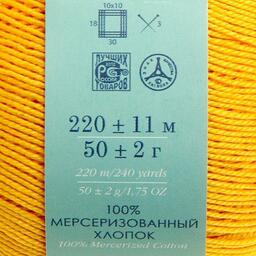 10x10
18
30
3
ЛУЧШИХ
ТОВАРОВ
220 ± 11 м
50 ± 2 г
220 m/240 yards
50 ± 2 g/1,75 OZ
100%
МЕРСЕРИЗОВАННЫЙ
ХЛОПОК
100% Mercerized Cotton